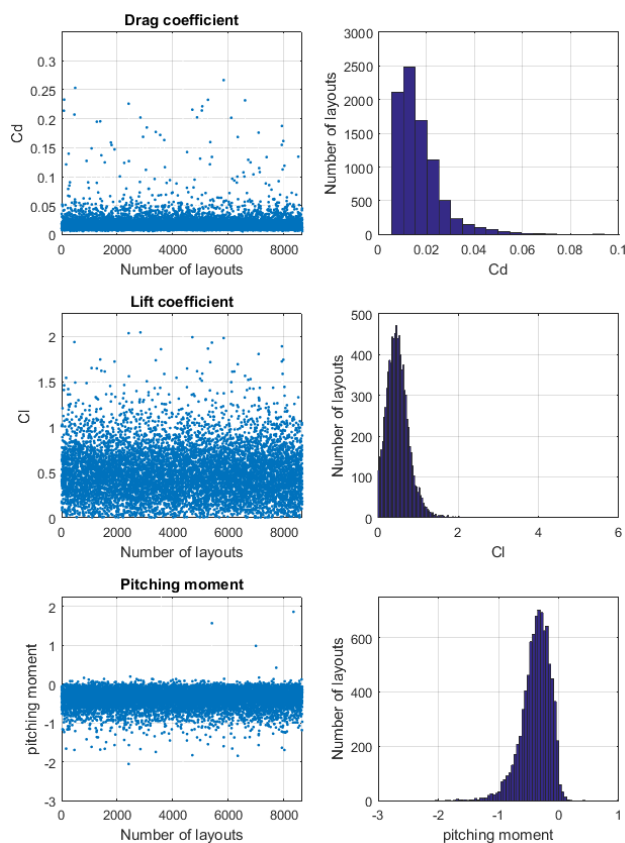 Drag coefficient
Cd
0.3
0.25
0.2
0.15
0.1
0.05
0
0 2000 4000 6000 8000
Number of layouts
Number of layouts
3000
2500
2000
1500
1000
500
0
0 0.02 0.04 0.06 0.08 0.1
Cd
Lift coefficient
Cl
2
1.5
1
0.5
0
0 2000 4000 6000 8000
Number of layouts
Number of layouts
500
400
300
200
100
0
0 2 4 6
Cl
Pitching moment
pitching moment
2
1
0
-1
-2
-3
0 2000 4000 6000 8000
Number of layouts
Number of layouts
600
400
200
0
-3 -2 -1 0 1
pitching moment